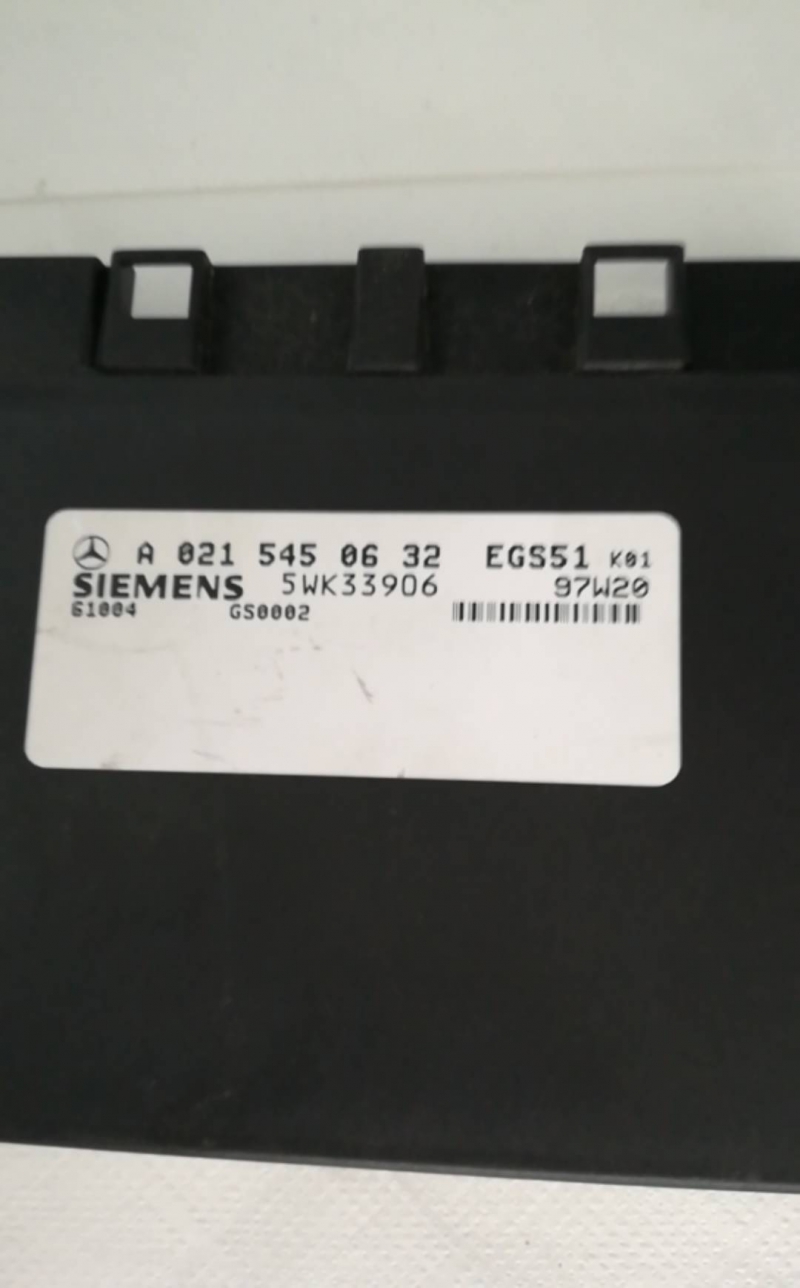 A 021 545 06 32 EGS51 K01
SIEMENS 5WK33906 97W20
61004 GS0002